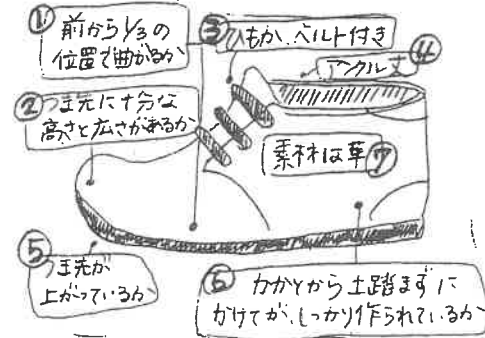 ① 前から1/3の
位置で曲がるか
② つま先に十分な
高さと広さがあるか
③ ひもか、ベルト付き
④ アンクル丈
素材は革 ⑦
⑤ つま先が
上がっているか
⑥ カカとから土踏まずに
かけてが、しっかり作られているか